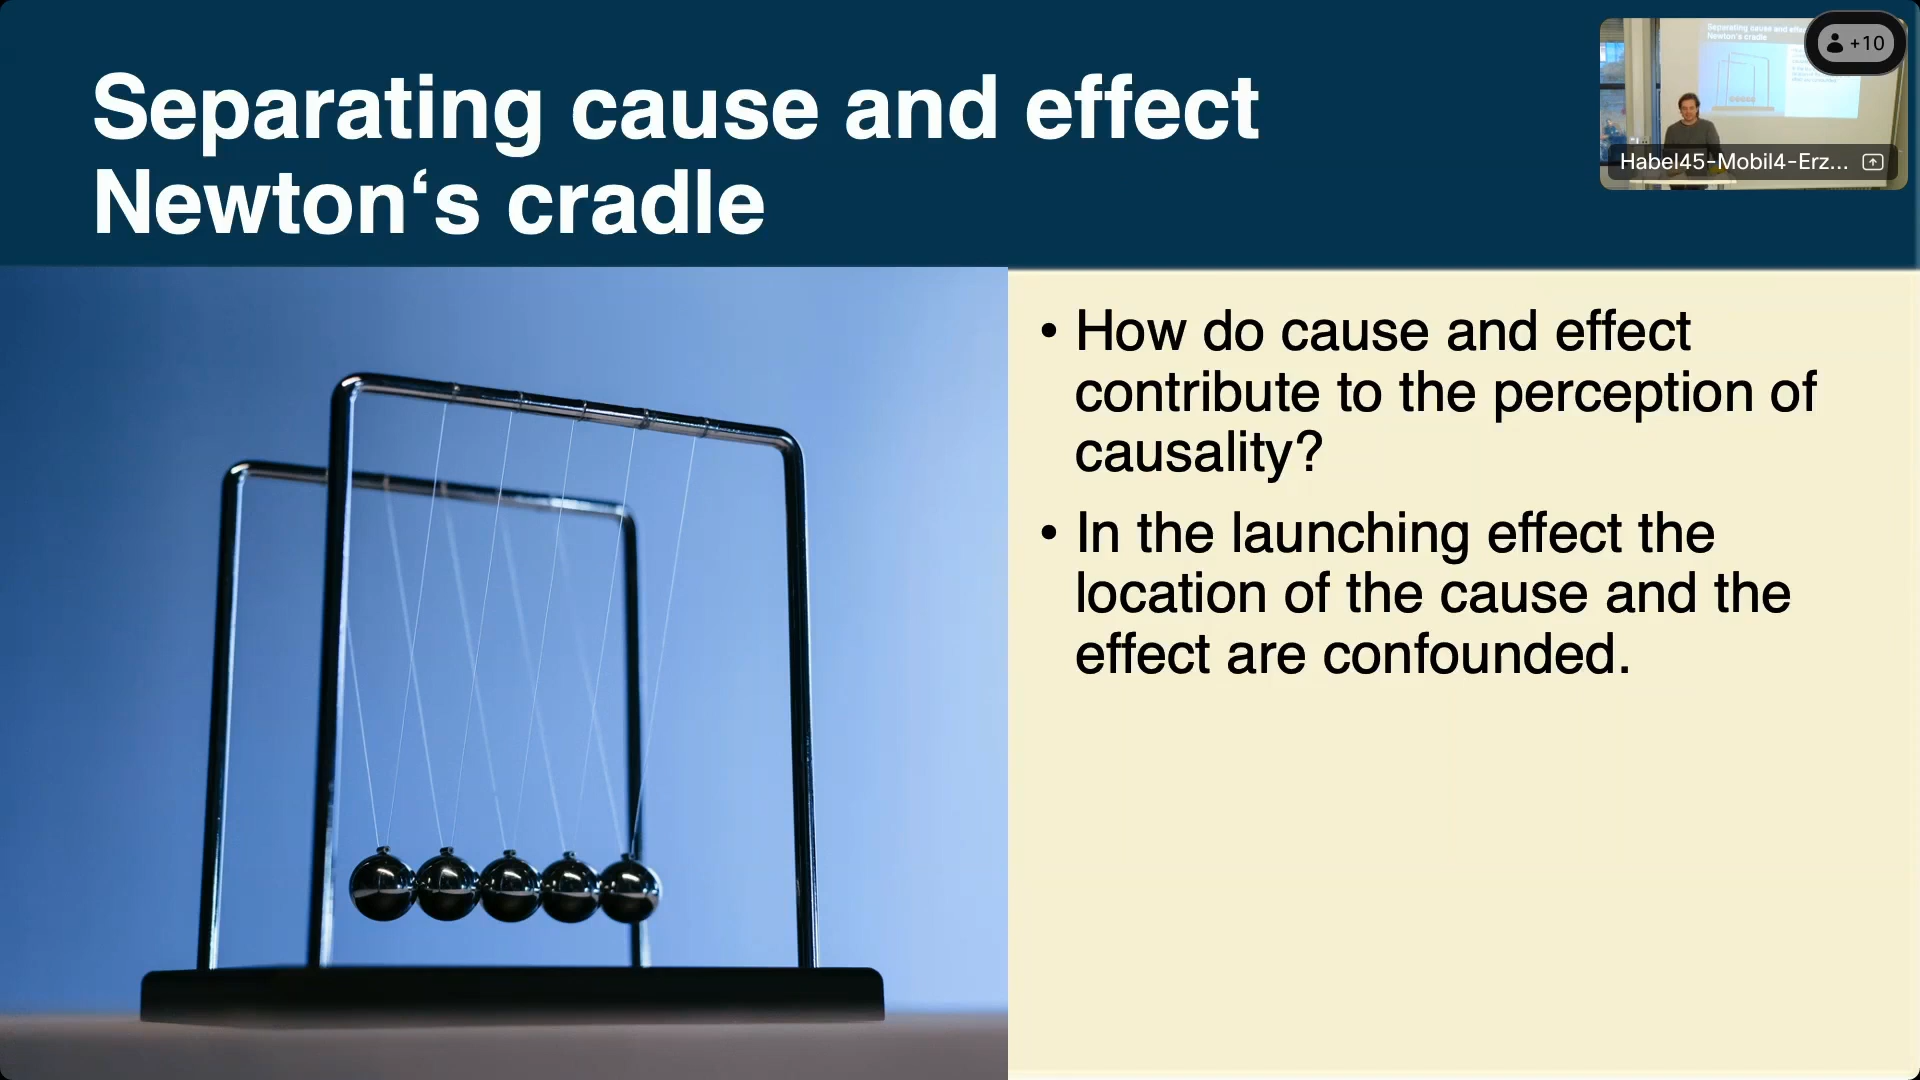 Separating cause and effect
Newton‘s cradle
+10
Habel45-Mobil4-Erz...
• How do cause and effect
contribute to the perception of
causality?
• In the launching effect the
location of the cause and the
effect are confounded.